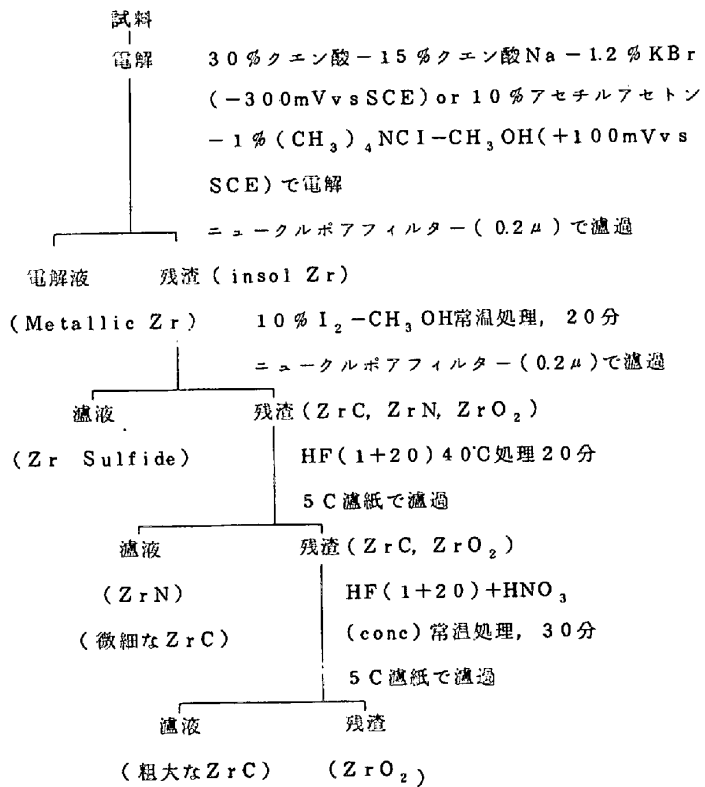 試料
電解 30%クエン酸-15%クエン酸Na-1.2%KBr
(-300mVvsSCE)or 10%アセチルアセトン
-1%(CH₃)₄NCI-CH₃OH(+100mVvs
SCE)で電解
ニュークルポアフィルター(0.2μ)で濾過
電解液 残渣(insol Zr)
(Metallic Zr) 10%I₂-CH₃OH常温処理, 20分
ニュークルポアフィルター(0.2μ)で濾過
濾液 残渣(ZrC, ZrN, ZrO₂)
(Zr Sulfide) HF(1+20)40℃処理20分
5C濾紙で濾過
濾液 残渣(ZrC, ZrO₂)
(ZrN) HF(1+20)+HNO₃
(微細なZrC) (conc)常温処理, 30分
5C濾紙で濾過
濾液 残渣
(粗大なZrC) (ZrO₂)